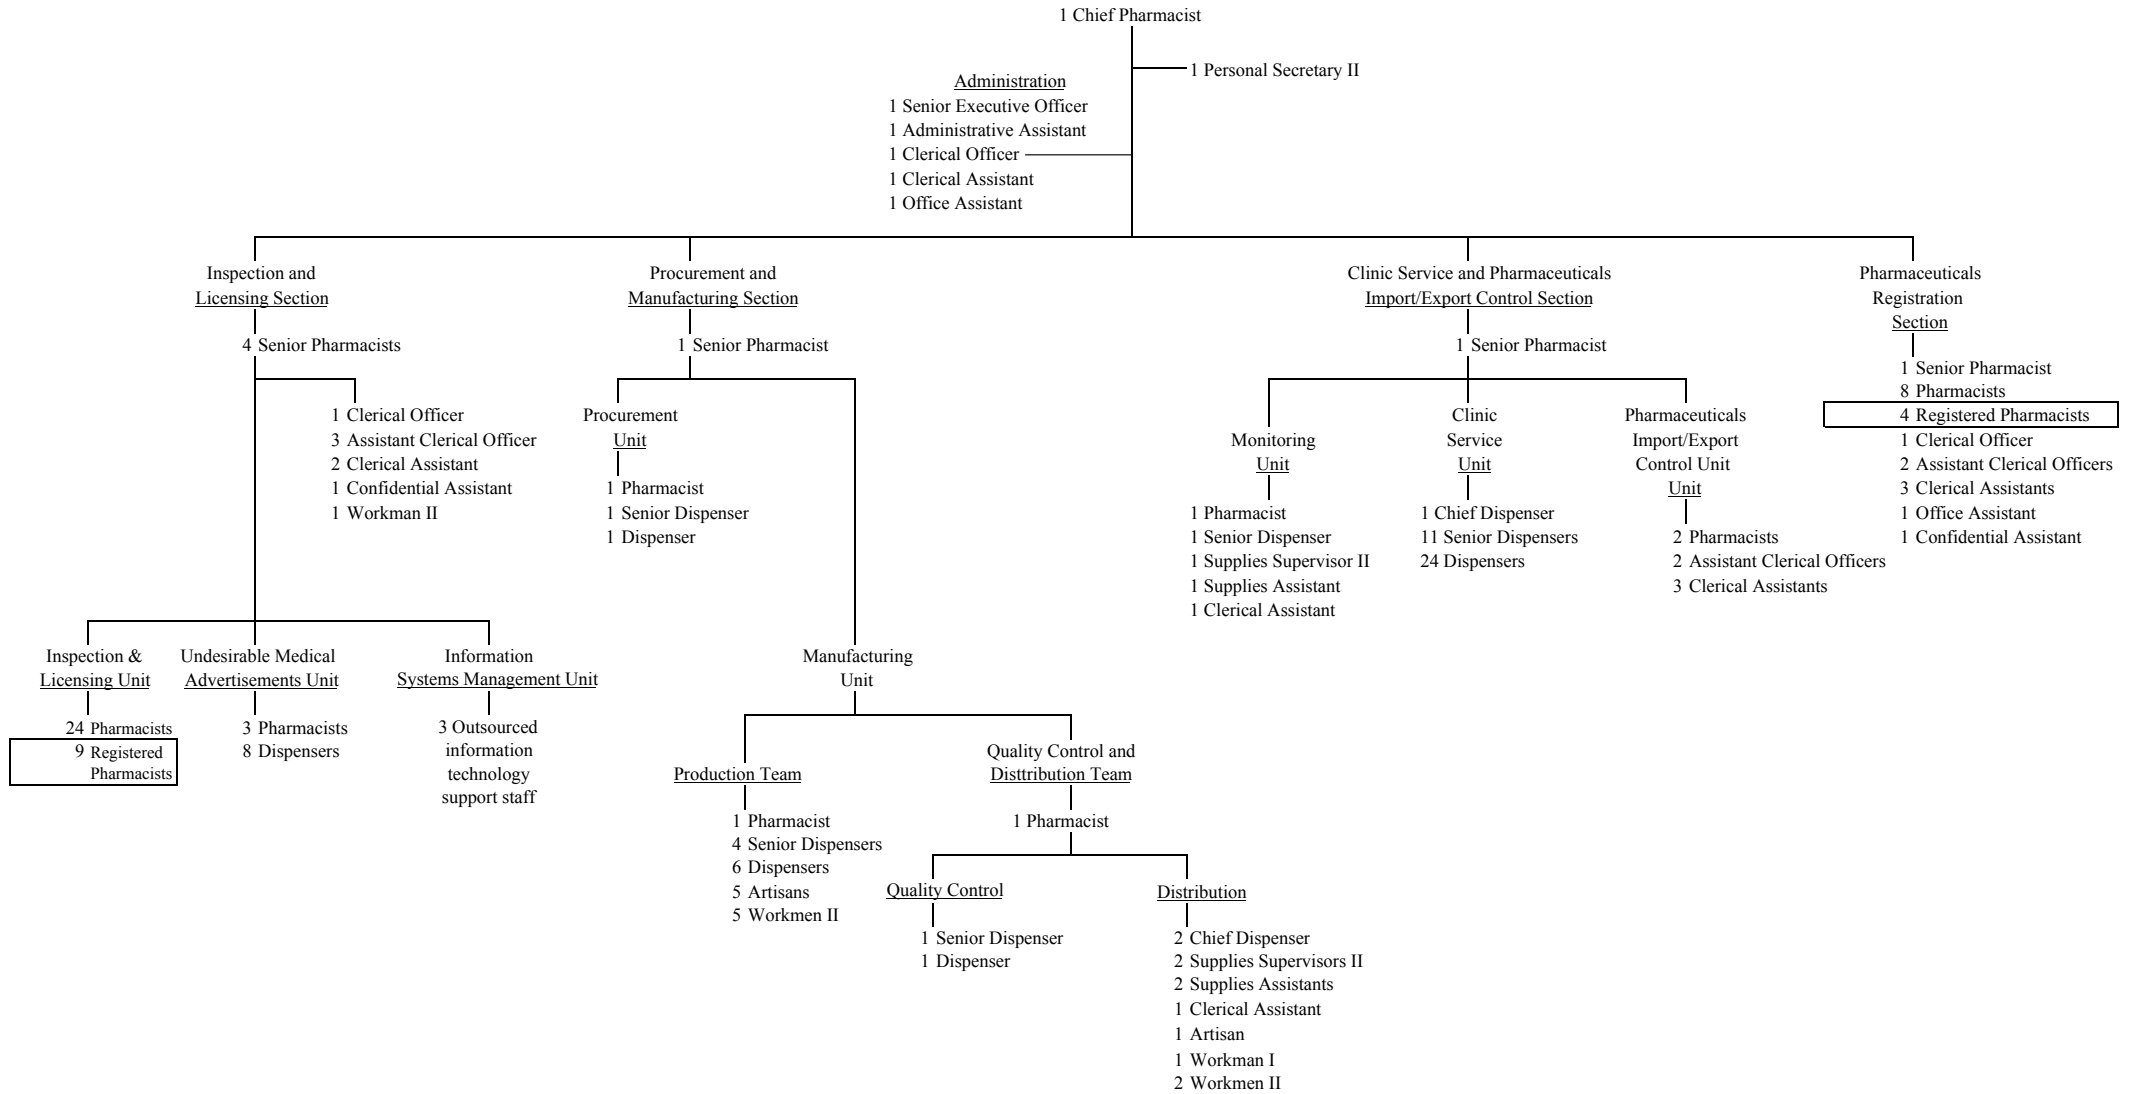 1 Chief Pharmacist
1 Personal Secretary II
Administration
1 Senior Executive Officer
1 Administrative Assistant
1 Clerical Officer
1 Clerical Assistant
1 Office Assistant
Inspection and
Licensing Section
4 Senior Pharmacists
1 Clerical Officer
3 Assistant Clerical Officer
2 Clerical Assistant
1 Confidential Assistant
1 Workman II
Inspection &
Licensing Unit
24 Pharmacists
9 Registered
Pharmacists
Undesirable Medical
Advertisements Unit
3 Pharmacists
8 Dispensers
Information
Systems Management Unit
3 Outsourced
information
technology
support staff
Procurement and
Manufacturing Section
1 Senior Pharmacist
Procurement
Unit
1 Pharmacist
1 Senior Dispenser
1 Dispenser
Manufacturing
Unit
Production Team
1 Pharmacist
4 Senior Dispensers
6 Dispensers
5 Artisans
5 Workmen II
Quality Control and
Disttribution Team
1 Pharmacist
Quality Control
1 Senior Dispenser
1 Dispenser
Distribution
2 Chief Dispenser
2 Supplies Supervisors II
2 Supplies Assistants
1 Clerical Assistant
1 Artisan
1 Workman I
2 Workmen II
Clinic Service and Pharmaceuticals
Import/Export Control Section
1 Senior Pharmacist
Monitoring
Unit
1 Pharmacist
1 Senior Dispenser
1 Supplies Supervisor II
1 Supplies Assistant
1 Clerical Assistant
Clinic
Service
Unit
1 Chief Dispenser
11 Senior Dispensers
24 Dispensers
Pharmaceuticals
Import/Export
Control Unit
Unit
2 Pharmacists
2 Assistant Clerical Officers
3 Clerical Assistants
Pharmaceuticals
Registration
Section
1 Senior Pharmacist
8 Pharmacists
4 Registered Pharmacists
1 Clerical Officer
2 Assistant Clerical Officers
3 Clerical Assistants
1 Office Assistant
1 Confidential Assistant